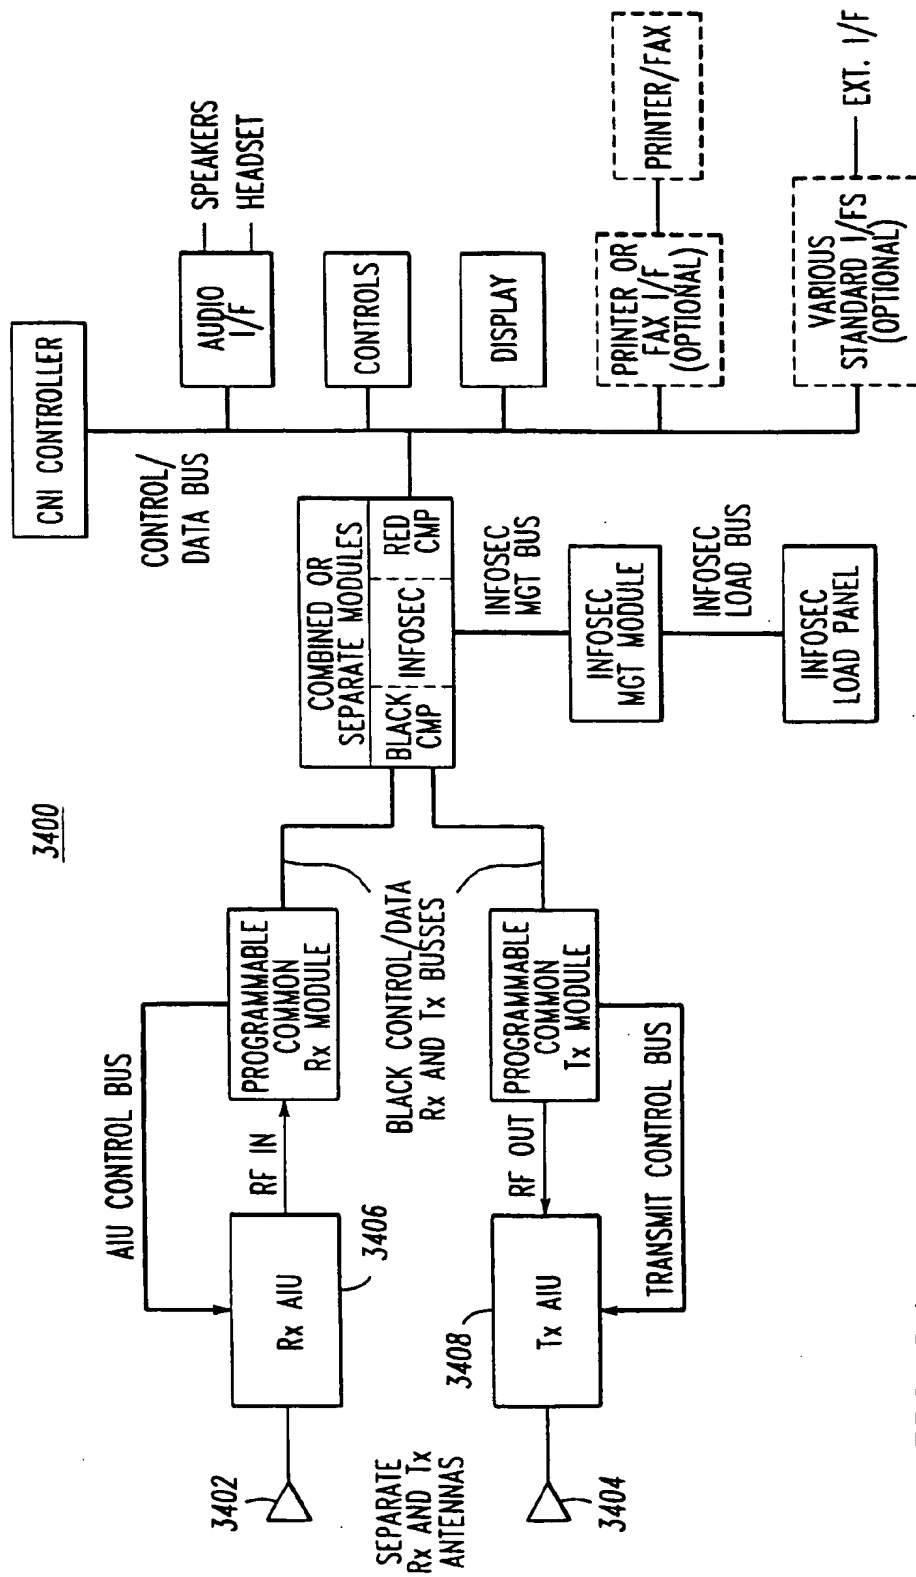 3400
CNI CONTROLLER
CONTROL/
DATA BUS
AUDIO
I/F
SPEAKERS
HEADSET
CONTROLS
DISPLAY
PRINTER OR
FAX I/F
(OPTIONAL)
PRINTER/FAX
VARIOUS
STANDARD I/FS
(OPTIONAL)
EXT. I/F
COMBINED OR
SEPARATE MODULES
BLACK
CMP
INFOSEC
RED
CMP
INFOSEC
MGT BUS
INFOSEC
MGT MODULE
INFOSEC
LOAD BUS
INFOSEC
LOAD PANEL
AIU CONTROL BUS
PROGRAMMABLE
COMMON
Rx MODULE
RF IN
Rx AIU
3406
3402
BLACK CONTROL/DATA
Rx AND Tx BUSSES
PROGRAMMABLE
COMMON
Tx MODULE
RF OUT
Tx AIU
3408
TRANSMIT CONTROL BUS
SEPARATE
Rx AND Tx
ANTENNAS
3404